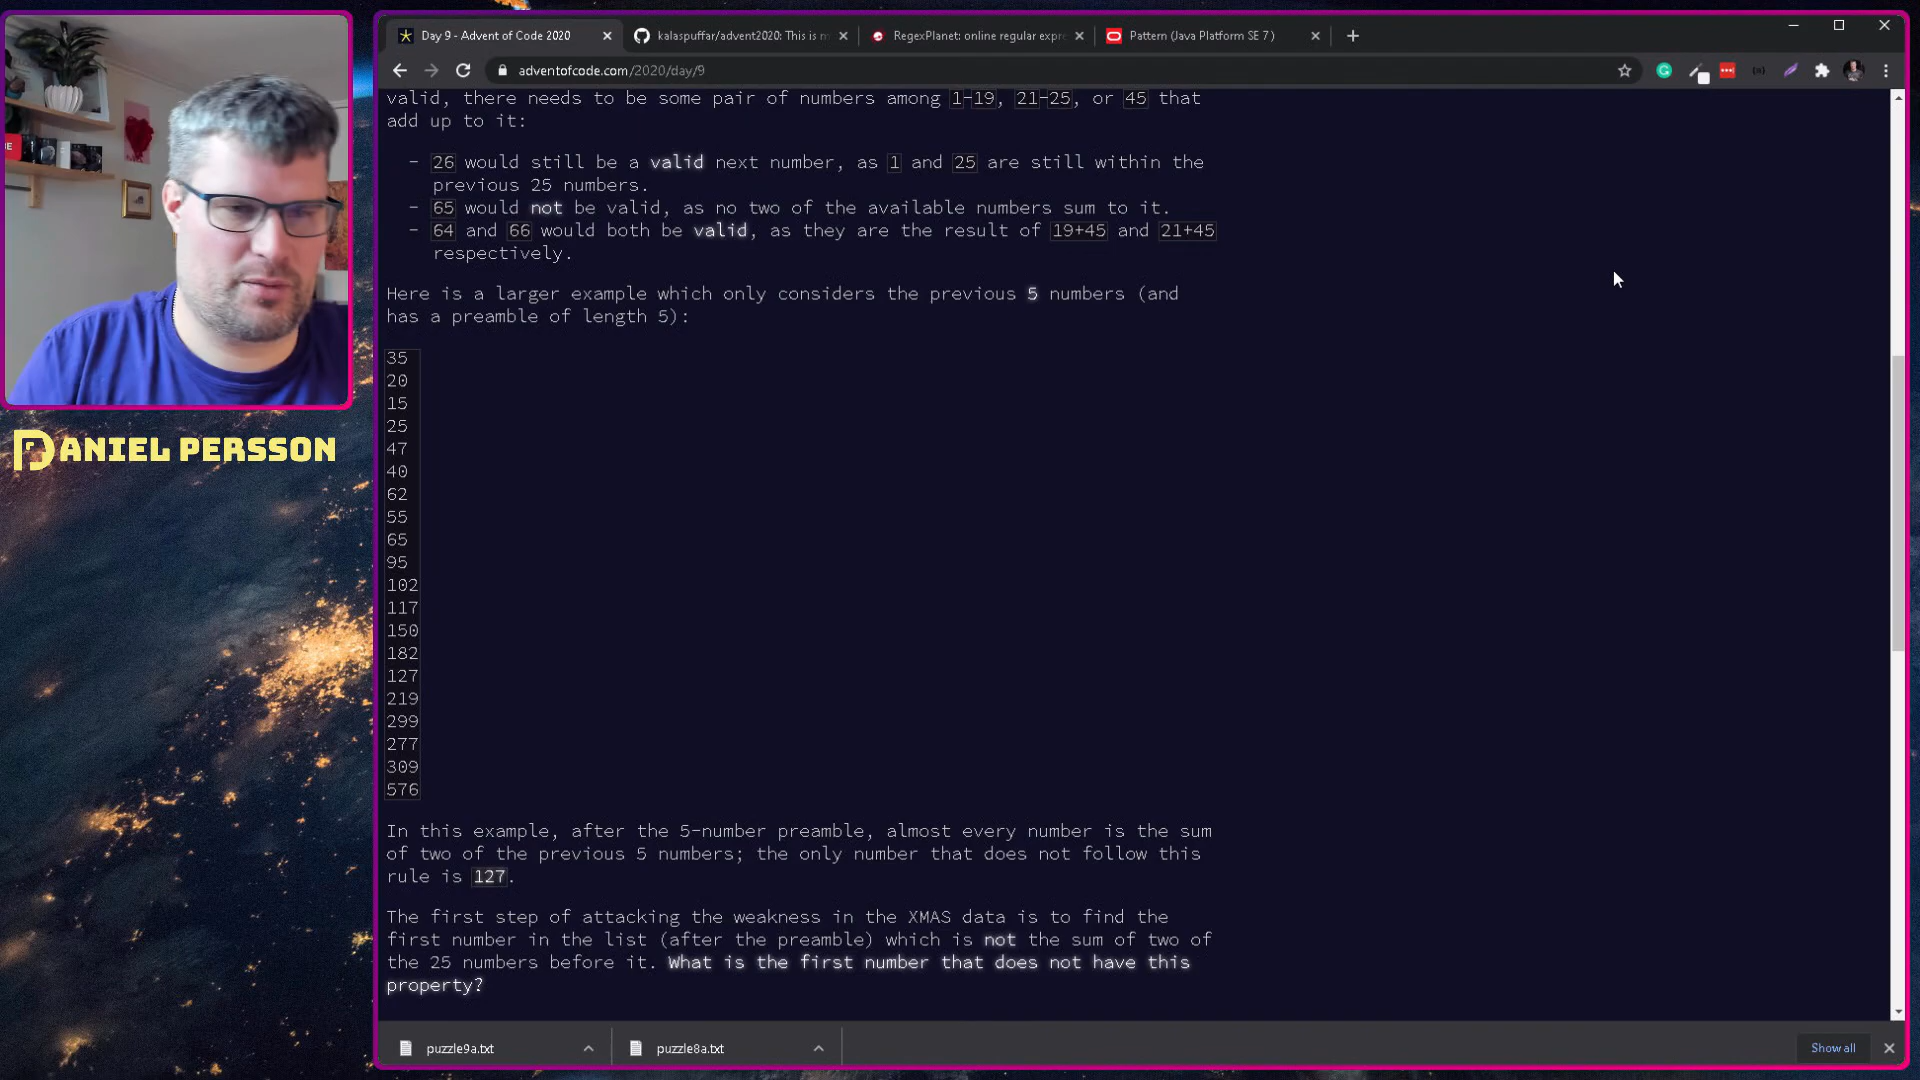 Day 9 - Advent of Code 2020
kalaspuffar/advent2020: This is m
RegexPlanet: online regular expre
Pattern (Java Platform SE 7 )
adventofcode.com/2020/day/9
valid, there needs to be some pair of numbers among 1-19, 21-25, or 45 that
add up to it:
- 26 would still be a valid next number, as 1 and 25 are still within the
previous 25 numbers.
- 65 would not be valid, as no two of the available numbers sum to it.
- 64 and 66 would both be valid, as they are the result of 19+45 and 21+45
respectively.
Here is a larger example which only considers the previous 5 numbers (and
has a preamble of length 5):
35
20
15
25
47
40
62
55
65
95
102
117
150
182
127
219
299
277
309
576
In this example, after the 5-number preamble, almost every number is the sum
of two of the previous 5 numbers; the only number that does not follow this
rule is 127.
The first step of attacking the weakness in the XMAS data is to find the
first number in the list (after the preamble) which is not the sum of two of
the 25 numbers before it. What is the first number that does not have this
property?
DANIEL PERSSON
puzzle9a.txt
puzzle8a.txt
Show all